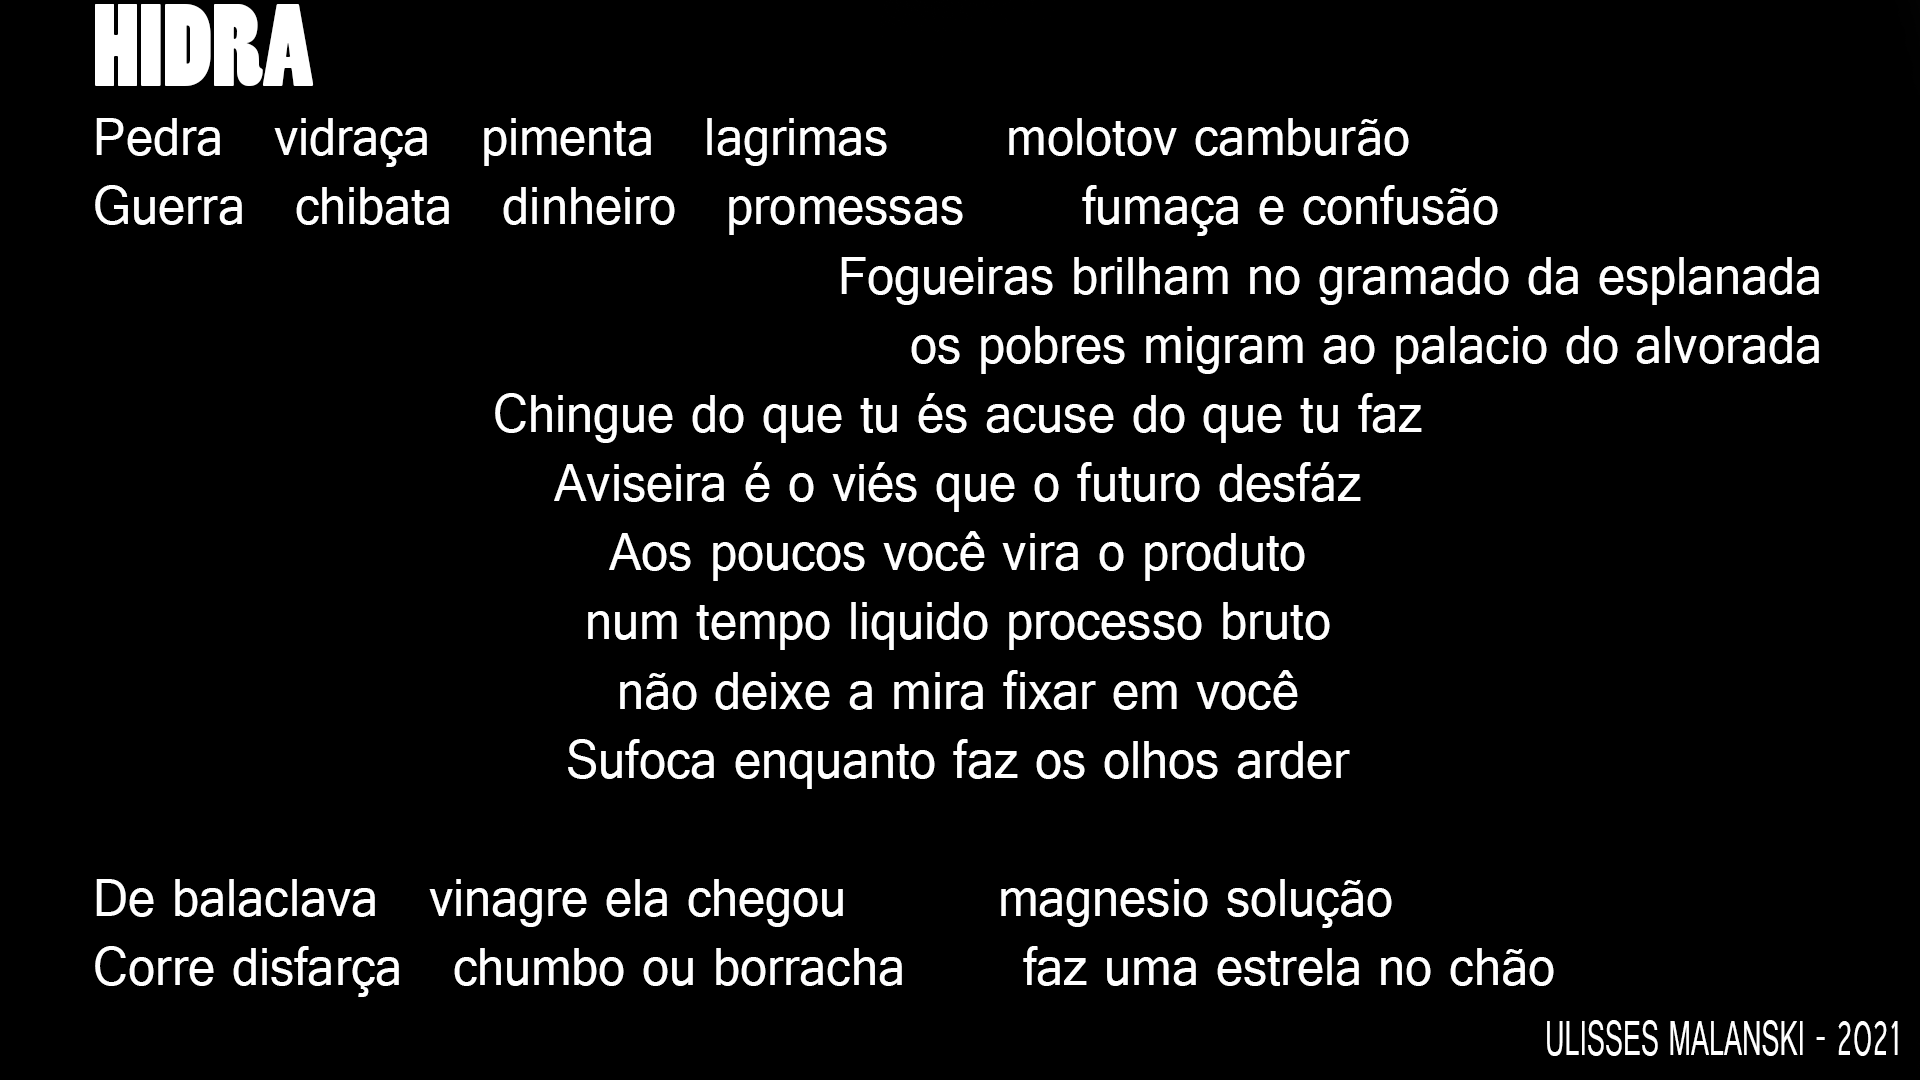 HIDRA
Pedra vidraça pimenta lagrimas molotov camburão
Guerra chibata dinheiro promessas fumaça e confusão
Fogueiras brilham no gramado da esplanada
os pobres migram ao palacio do alvorada
Chingue do que tu és acuse do que tu faz
Aviseira é o viés que o futuro desfáz
Aos poucos você vira o produto
num tempo liquido processo bruto
não deixe a mira fixar em você
Sufoca enquanto faz os olhos arder
De balaclava vinagre ela chegou magnesio solução
Corre disfarça chumbo ou borracha faz uma estrela no chão
ULISSES MALANSKI - 2021